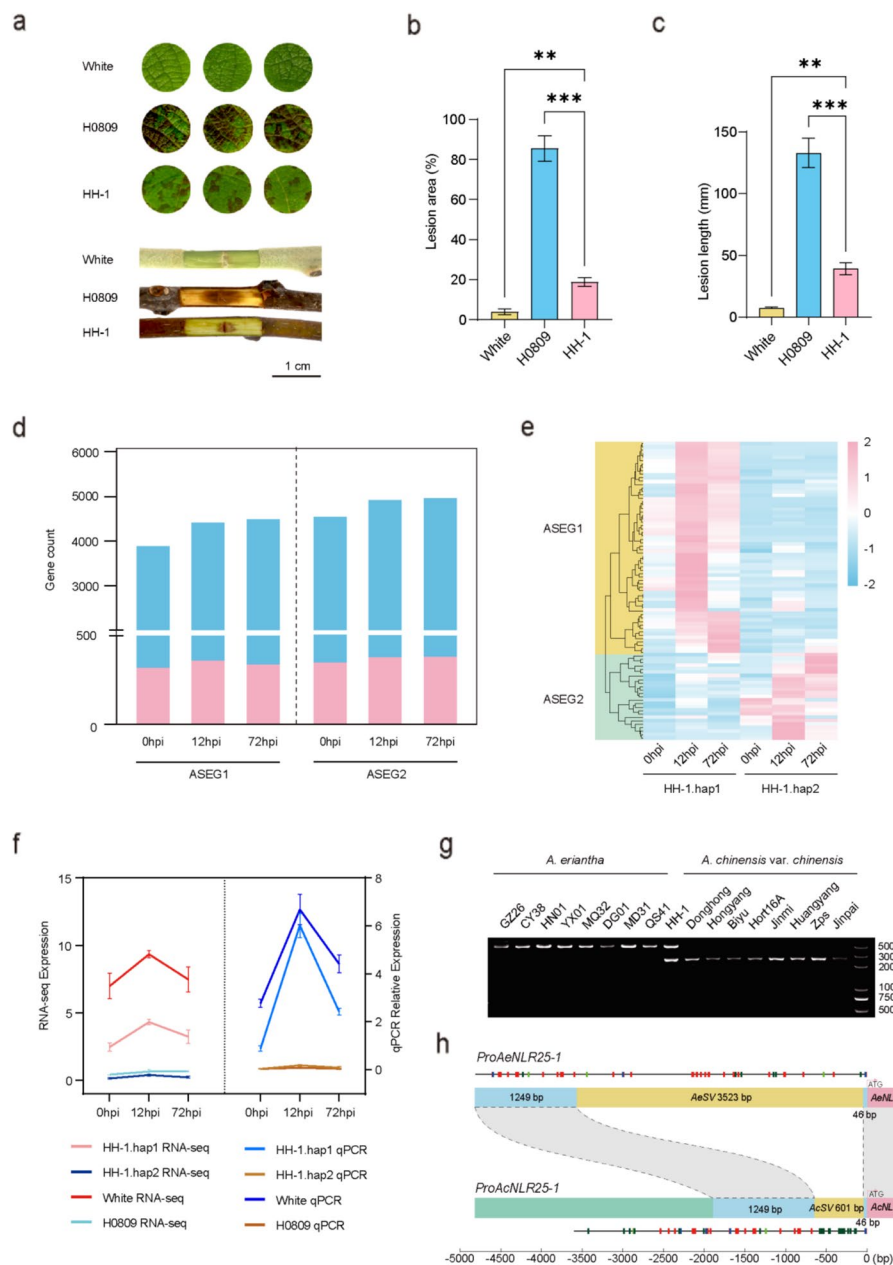 a
White
H0809
HH-1
White
H0809
HH-1
1 cm
b
**
***
Lesion area (%)
100
80
60
40
20
0
White
H0809
HH-1
c
**
***
Lesion length (mm)
150
100
50
0
White
H0809
HH-1
d
Gene count
6000
5000
4000
3000
500
0
0hpi 12hpi 72hpi 0hpi 12hpi 72hpi
ASEG1 ASEG2
e
ASEG1
ASEG2
2
1
0
-1
-2
0hpi 12hpi 72hpi 0hpi 12hpi 72hpi
HH-1.hap1 HH-1.hap2
f
RNA-seq Expression
15
10
5
0
qPCR Relative Expression
8
6
4
2
0
0hpi 12hpi 72hpi 0hpi 12hpi 72hpi
HH-1.hap1 RNA-seq
HH-1.hap2 RNA-seq
White RNA-seq
H0809 RNA-seq
HH-1.hap1 qPCR
HH-1.hap2 qPCR
White qPCR
H0809 qPCR
g
A. eriantha A. chinensis var. chinensis
GZ26 CY38 HN01 YX01 MQ32 DG01 MD31 QS41 HH-1 Donghong Hongyang Biyu Hort16A Jinmi Huangyang Zps Jinpai
500
300
200
100
750
500
h
ProAeNLR25-1
ATG
1249 bp AeSV 3523 bp AeNL
46 bp
ProAcNLR25-1
ATG
1249 bp AcSV 601 bp AcNL
46 bp
-5000 -4500 -4000 -3500 -3000 -2500 -2000 -1500 -1000 -500 0 (bp)